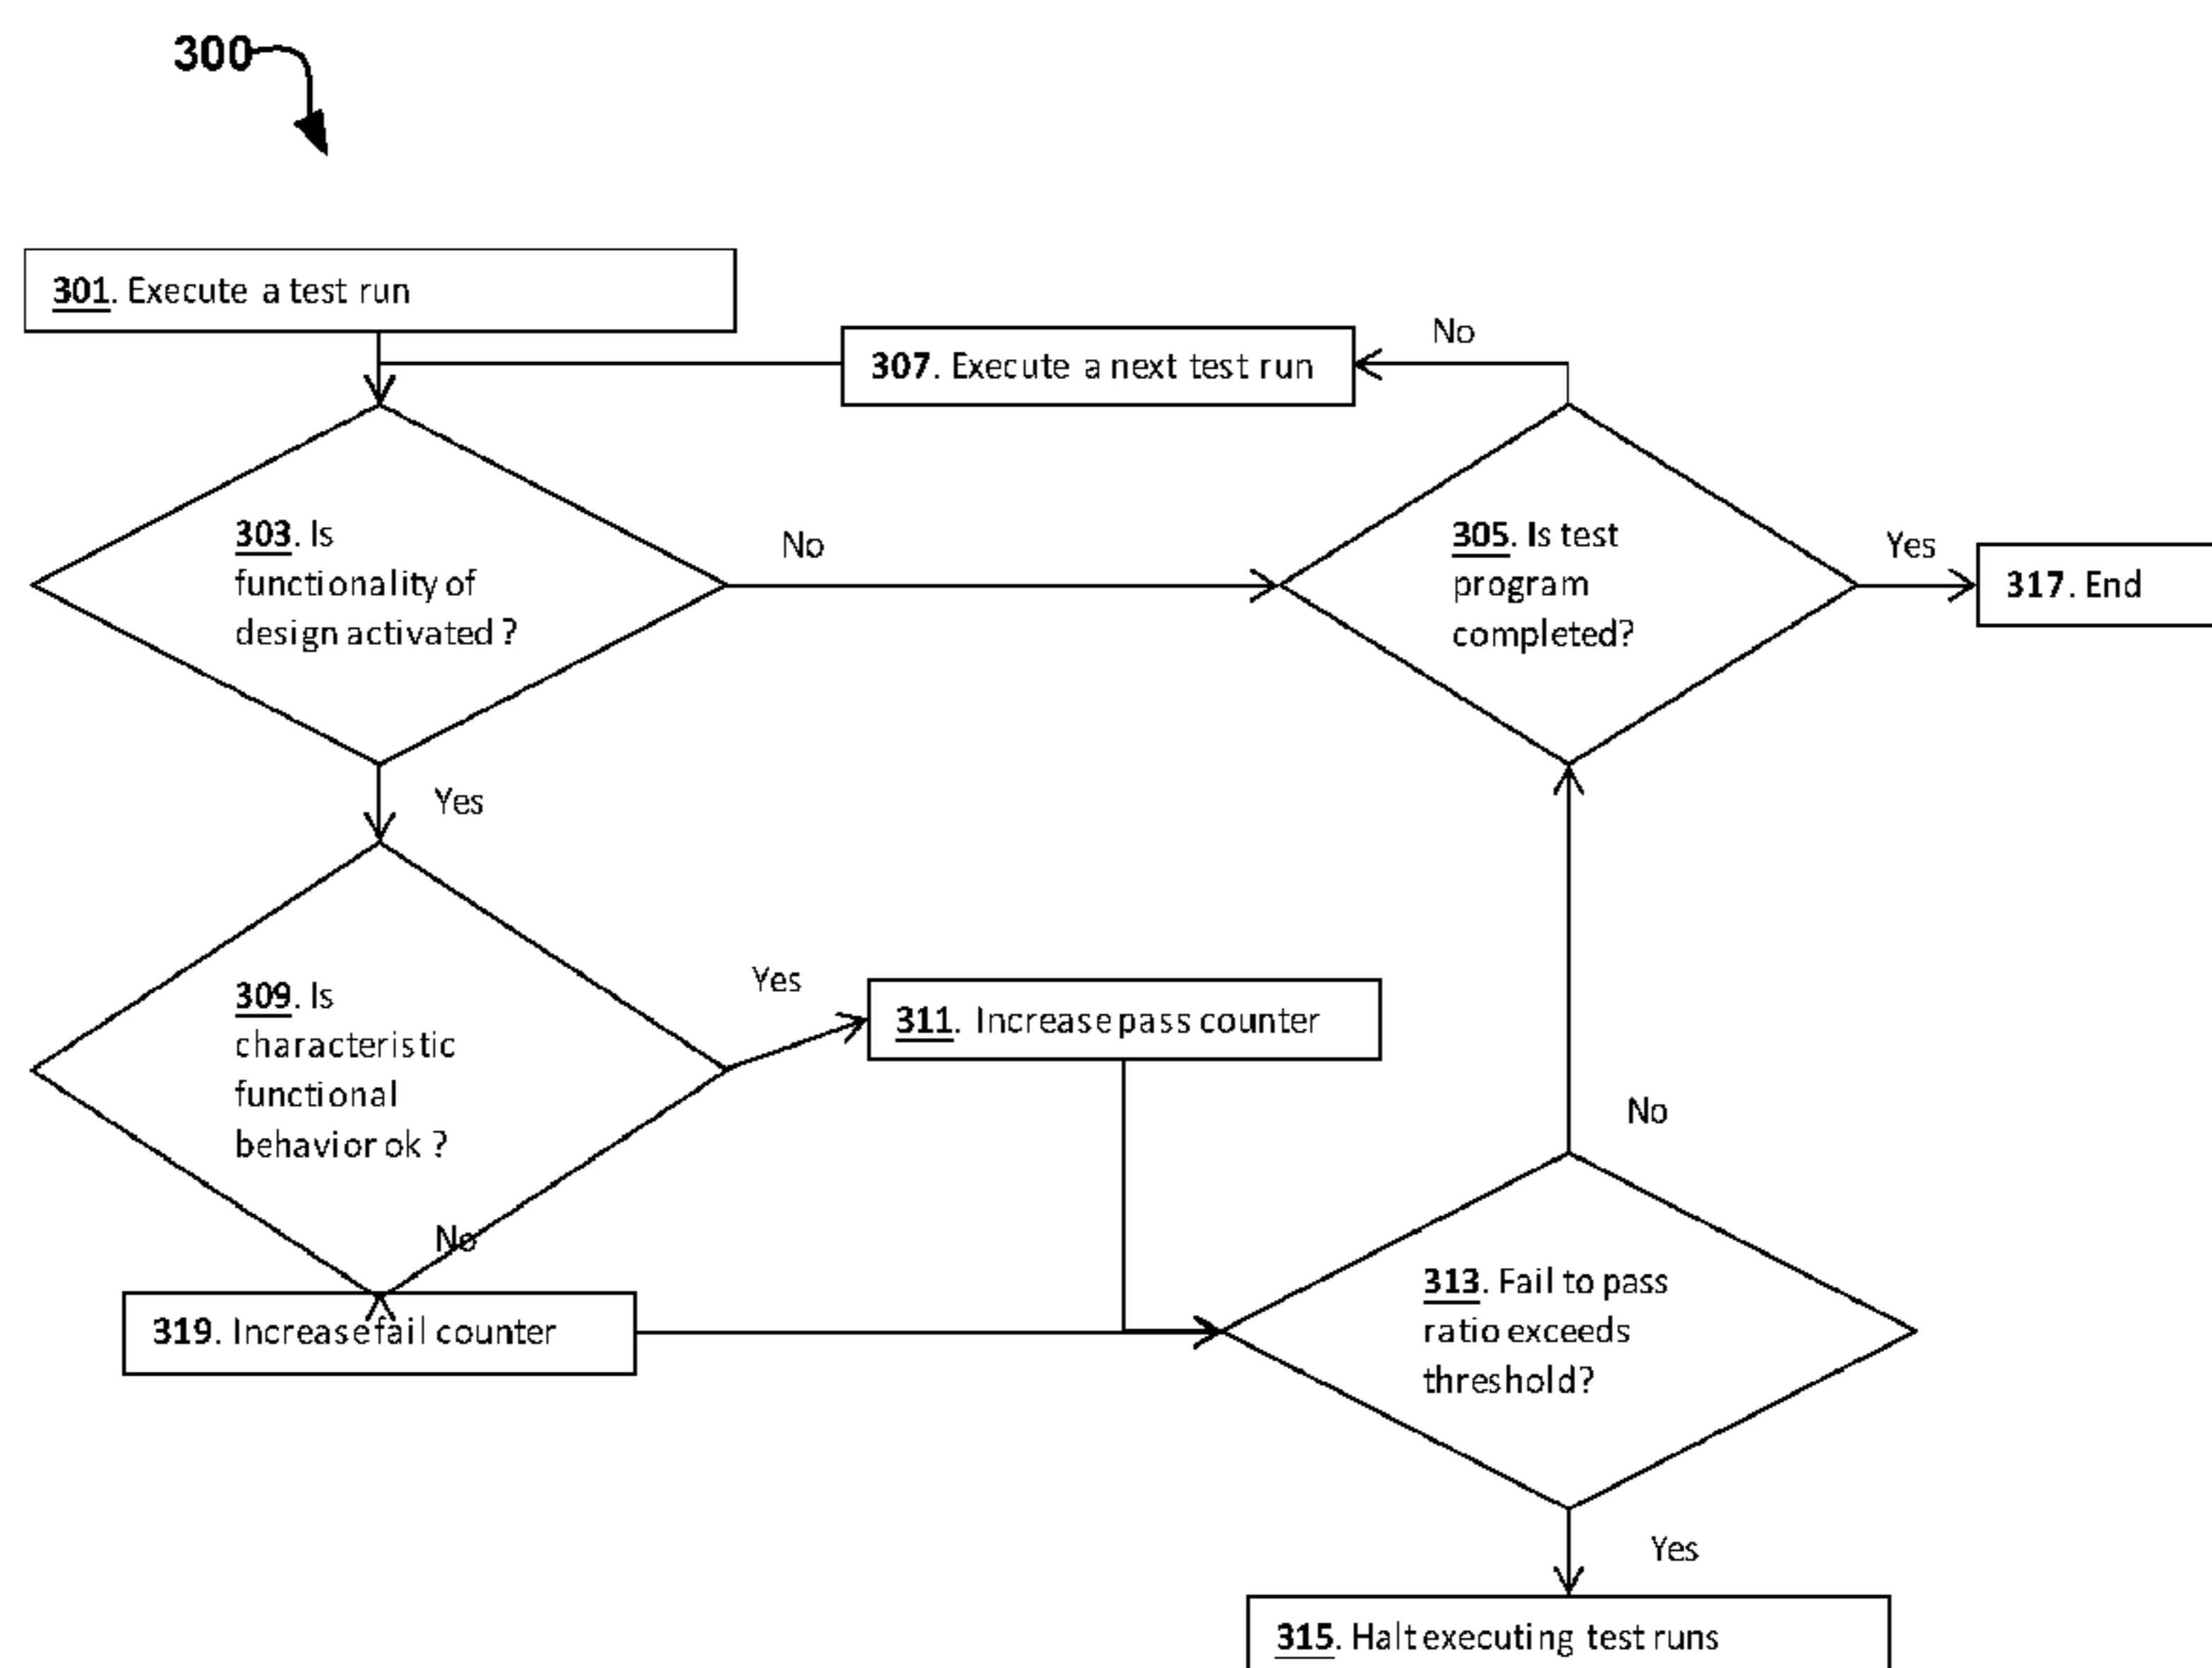 300
301. Execute a test run
307. Execute a next test run
No
303. Is
functionality of
design activated ?
No
305. Is test
program
completed?
Yes
317. End
Yes
309. Is
characteristic
functional
behavior ok ?
Yes
311. Increase pass counter
No
No
319. Increase fail counter
313. Fail to pass
ratio exceeds
threshold?
Yes
315. Halt executing test runs